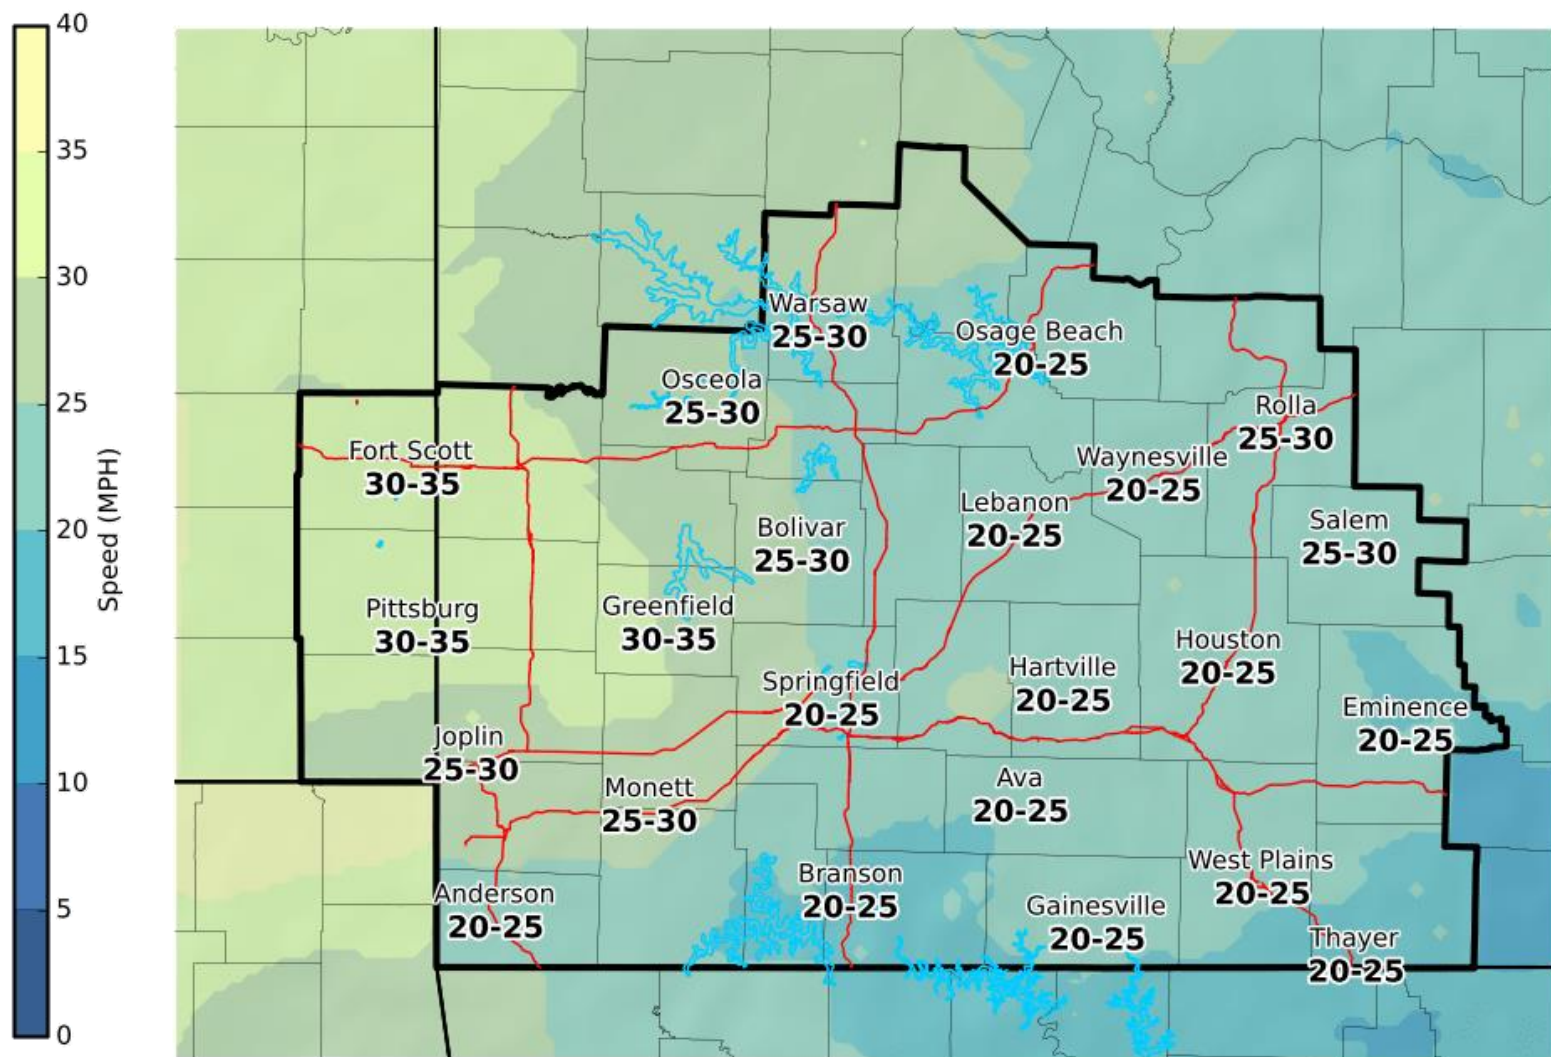 40
35
30
25
20
15
10
5
0
Speed (MPH)
Warsaw
25-30
Osage Beach
20-25
Osceola
25-30
Rolla
25-30
Fort Scott
30-35
Waynesville
20-25
Lebanon
20-25
Salem
25-30
Bolivar
25-30
Pittsburg
30-35
Greenfield
30-35
Houston
20-25
Hartville
20-25
Springfield
20-25
Eminence
20-25
Joplin
25-30
Monett
25-30
Ava
20-25
West Plains
20-25
Branson
20-25
Anderson
20-25
Gainesville
20-25
Thayer
20-25